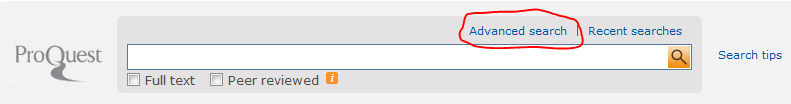 Advanced search | Recent searches
ProQuest
Search tips
Full text Peer reviewed i